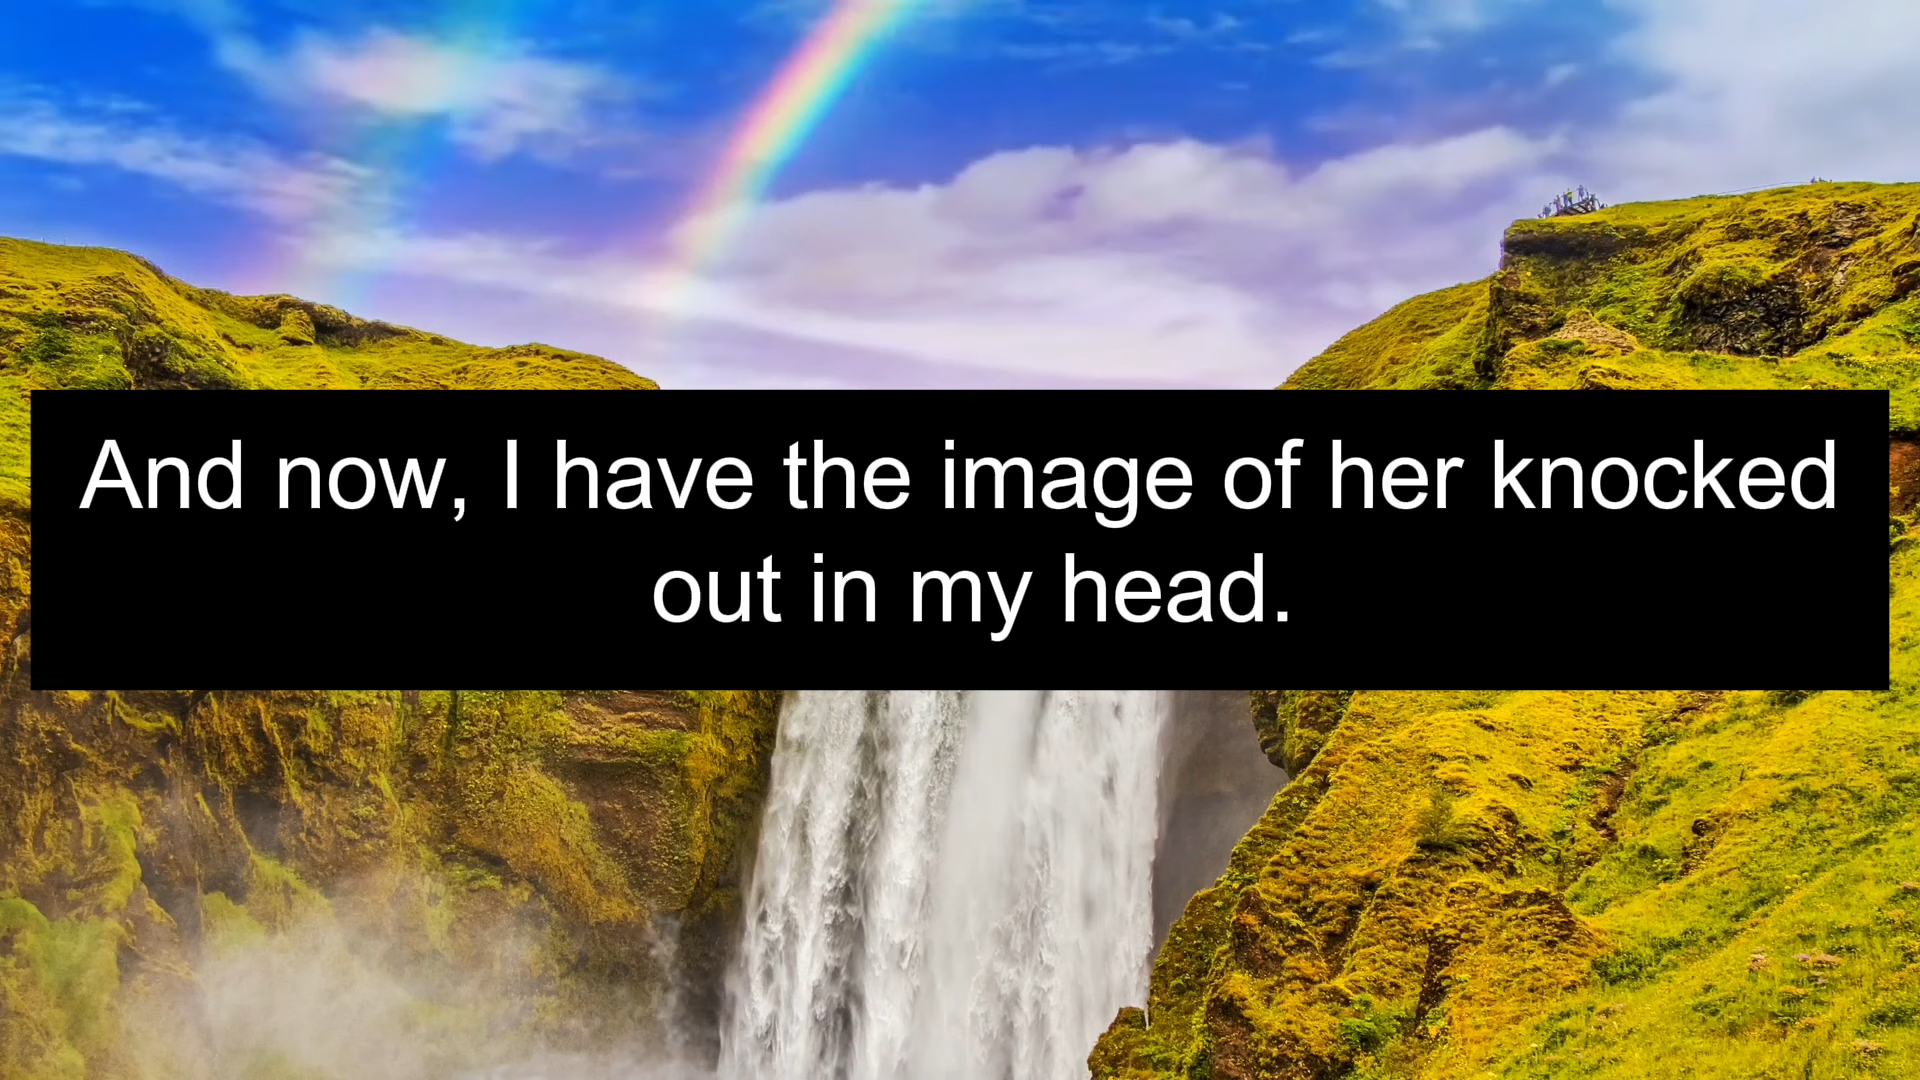 And now, I have the image of her knocked
out in my head.